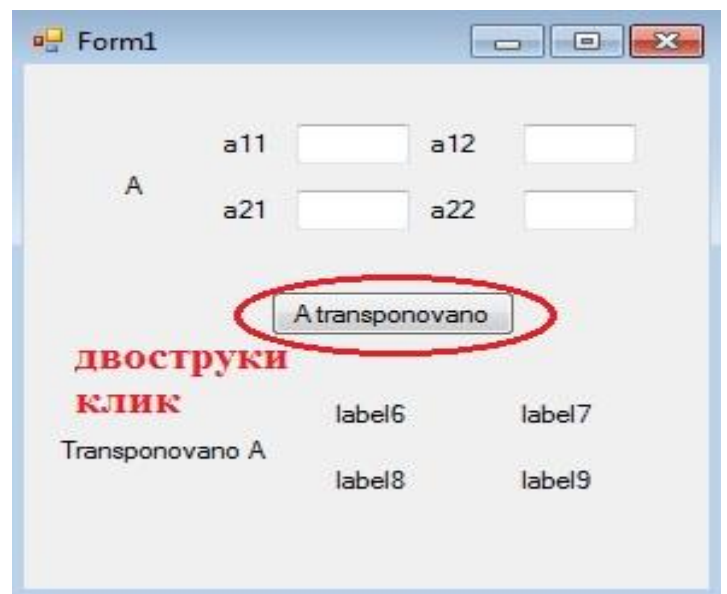 Form1
a11 a12
A
a21 a22
A transponovano
двоструки
клик
label6 label7
Transponovano A
label8 label9